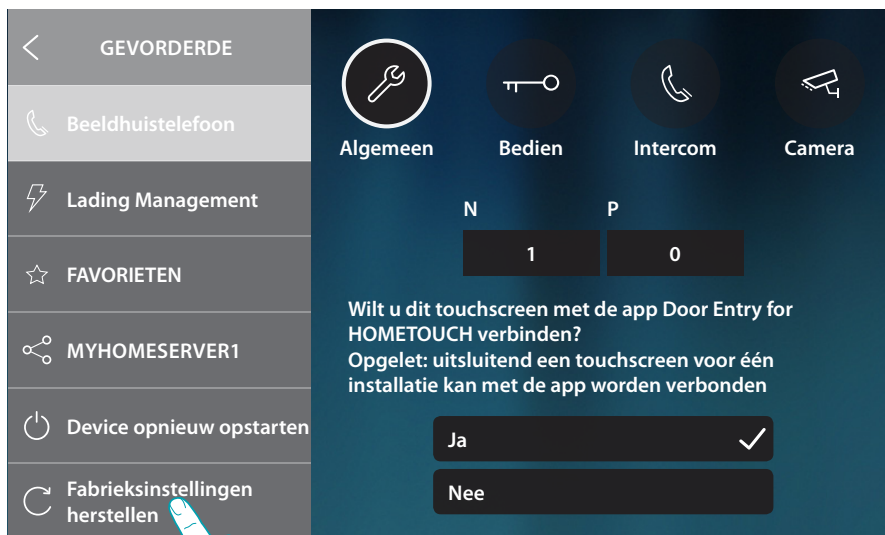 GEVORDERDE
Beeldhuistelefoon
Lading Management
FAVORIETEN
MYHOMESERVER1
Device opnieuw opstarten
Fabrieksinstellingen
herstellen
Algemeen
Bedien
Intercom
Camera
N
P
1
0
Wilt u dit touchscreen met de app Door Entry for
HOMETOUCH verbinden?
Opgelet: uitsluitend een touchscreen voor één
installatie kan met de app worden verbonden
Ja
Nee